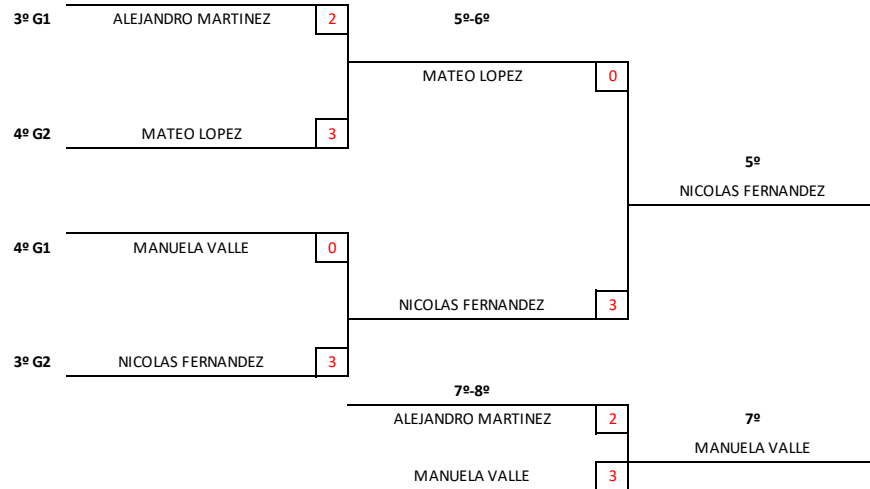 3º G1 ALEJANDRO MARTINEZ 2 5º-6º
MATEO LOPEZ 0
4º G2 MATEO LOPEZ 3
5º
NICOLAS FERNANDEZ
4º G1 MANUELA VALLE 0
NICOLAS FERNANDEZ 3
3º G2 NICOLAS FERNANDEZ 3
7º-8º
ALEJANDRO MARTINEZ 2 7º
MANUELA VALLE
MANUELA VALLE 3